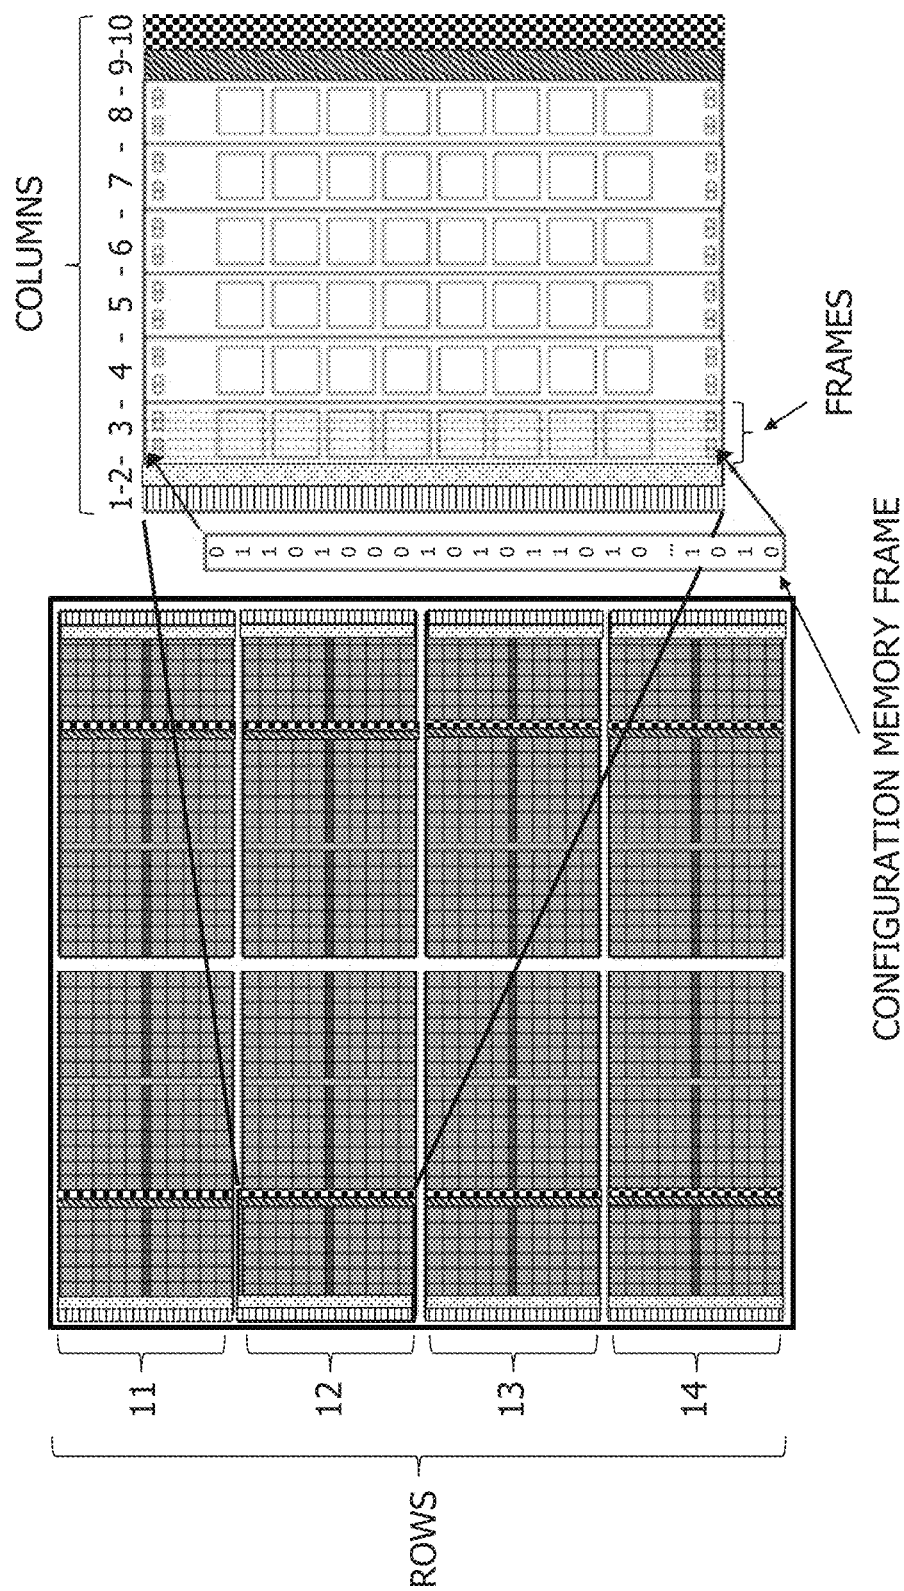 COLUMNS
1-2- 3 - 4 - 5 - 6 - 7 - 8 - 9-10
0 1 1 0 1 0 0 0 1 0 1 0 1 1 0 1 0 ... 1 0 1 0
FRAMES
CONFIGURATION MEMORY FRAME
ROWS
11
12
13
14